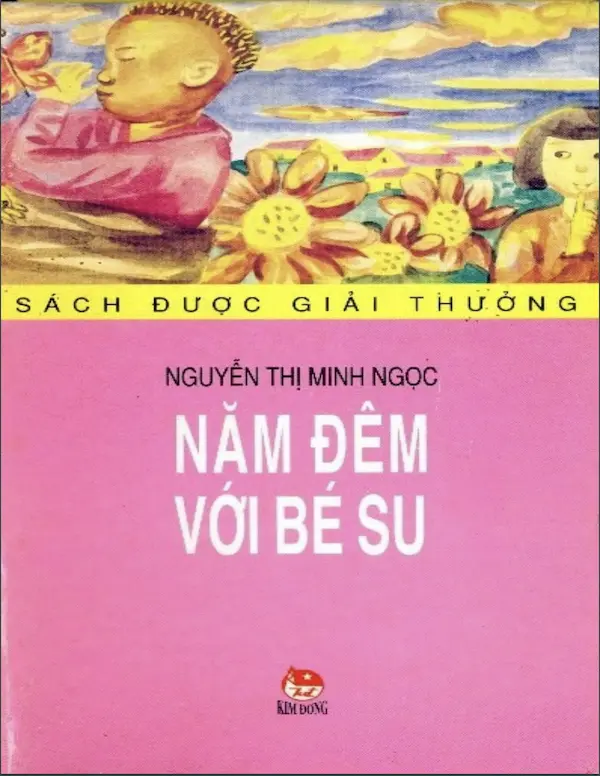 SÁCH ĐƯỢC GIẢI THƯỞNG
NGUYỄN THỊ MINH NGỌC
NĂM ĐÊM
VỚI BÉ SU
KIM ĐỒNG